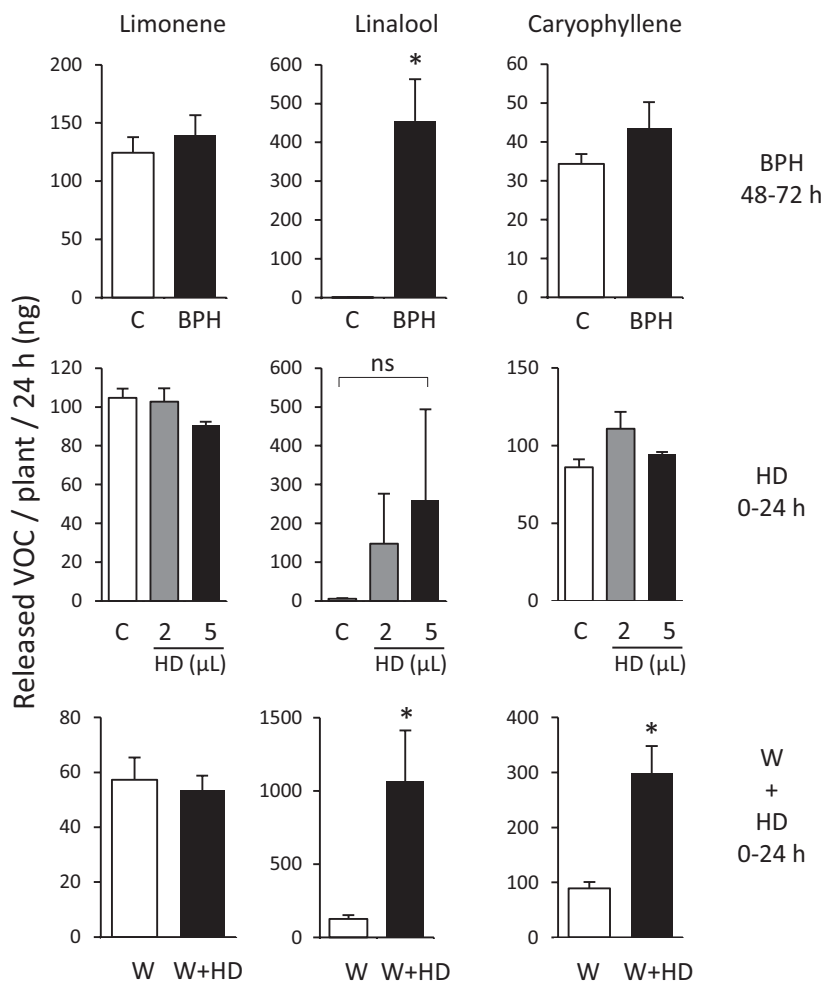 Limonene Linalool Caryophyllene
Released VOC / plant / 24 h (ng)
200
150
100
50
0
C BPH
600
500
400
300
200
100
0
*
C BPH
60
50
40
30
20
10
0
C BPH
BPH
48-72 h
120
100
80
60
40
20
0
C 2 5
HD (µL)
600
500
400
300
200
100
0
ns
C 2 5
HD (µL)
150
100
50
0
C 2 5
HD (µL)
HD
0-24 h
80
60
40
60
0
W W+HD
1500
1000
500
0
*
W W+HD
400
300
200
100
0
*
W W+HD
W
+
HD
0-24 h